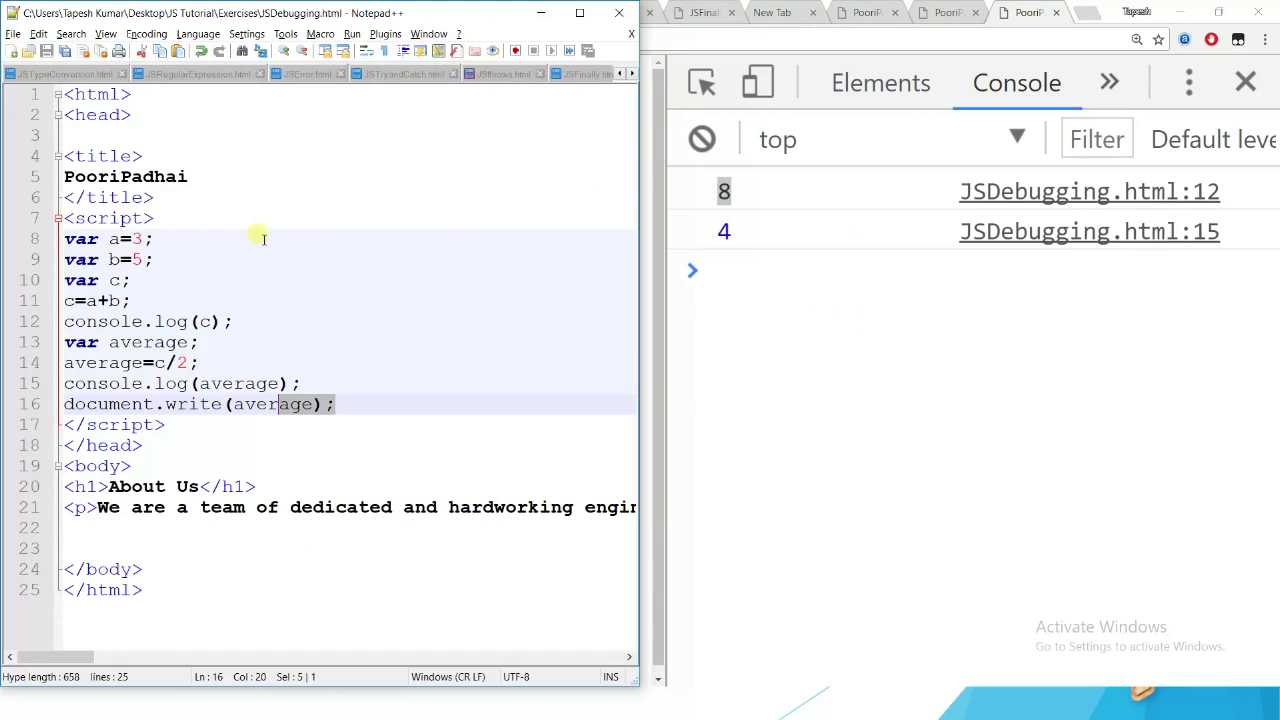 C:\Users\Tapesh Kumar\Desktop\JS Tutorial\Exercises\JSDebugging.html - Notepad++
File Edit Search View Encoding Language Settings Tools Macro Run Plugins Window ? X
JSTypeConversion.html JSRegularExpression.html JSError.html JSTryandCatch.html JSthrows.html JSFinally.htm
1 <html>
2 <head>
3
4 <title>
5 PooriPadhai
6 </title>
7 <script>
8 var a=3;
9 var b=5;
10 var c;
11 c=a+b;
12 console.log(c);
13 var average;
14 average=c/2;
15 console.log(average);
16 document.write(average);
17 </script>
18 </head>
19 <body>
20 <h1>About Us</h1>
21 <p>We are a team of dedicated and hardworking engin
22
23
24 </body>
25 </html>
Hype length : 658 lines : 25 Ln : 16 Col : 20 Sel : 5 | 1 Windows (CR LF) UTF-8 INS
JSFinal New Tab PooriPa PooriPa PooriP Tapesh
Elements Console
top Filter Default leve
8 JSDebugging.html:12
4 JSDebugging.html:15
Activate Windows
Go to Settings to activate Windows.